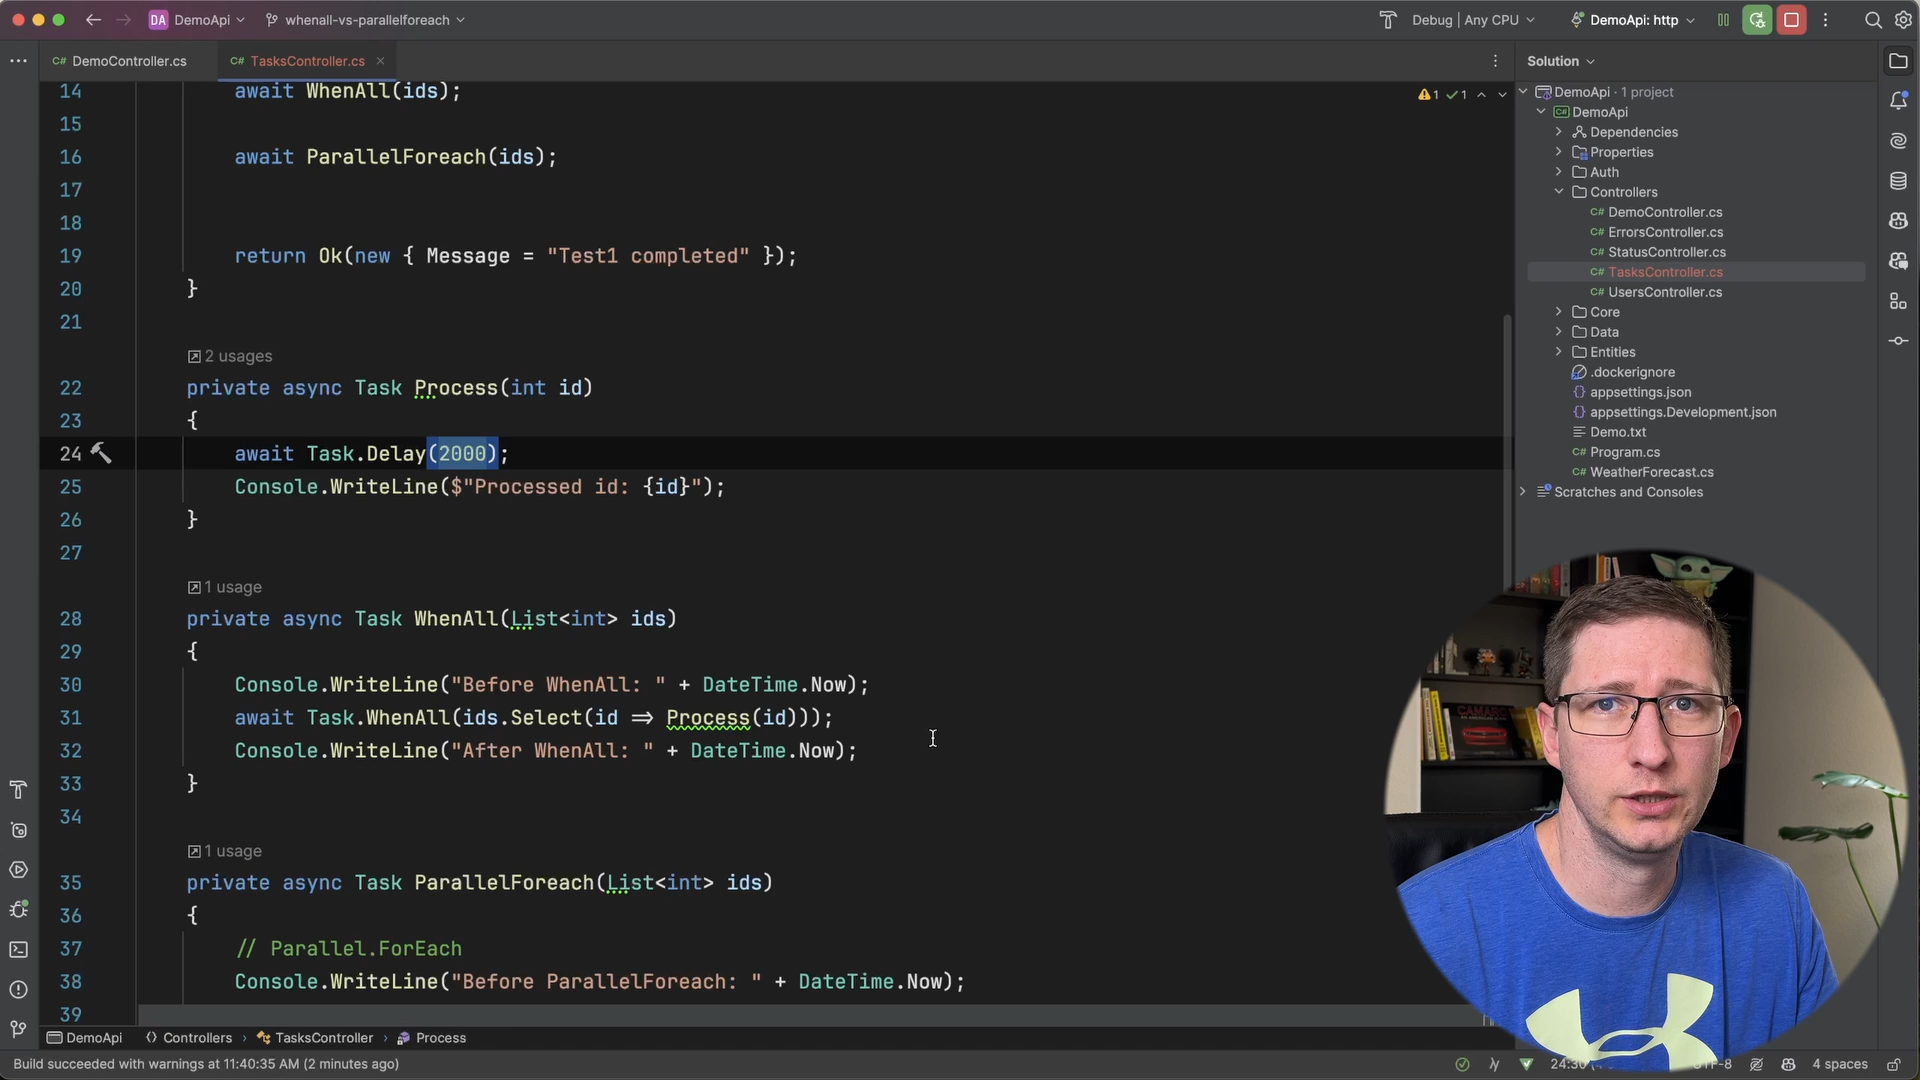 DA DemoApi
whenall-vs-parallelforeach
Debug | Any CPU
DemoApi: http
C# DemoController.cs
C# TasksController.cs
Solution
14 await WhenAll(ids);
15
16 await ParallelForeach(ids);
17
18
19 return Ok(new { Message = "Test1 completed" });
20 }
21
2 usages
22 private async Task Process(int id)
23 {
24 await Task.Delay(2000);
25 Console.WriteLine($"Processed id: {id}");
26 }
27
1 usage
28 private async Task WhenAll(List<int> ids)
29 {
30 Console.WriteLine("Before WhenAll: " + DateTime.Now);
31 await Task.WhenAll(ids.Select(id => Process(id)));
32 Console.WriteLine("After WhenAll: " + DateTime.Now);
33 }
34
1 usage
35 private async Task ParallelForeach(List<int> ids)
36 {
37 // Parallel.ForEach
38 Console.WriteLine("Before ParallelForeach: " + DateTime.Now);
39
1 1
DemoApi · 1 project
C# DemoApi
Dependencies
Properties
Auth
Controllers
C# DemoController.cs
C# ErrorsController.cs
C# StatusController.cs
C# TasksController.cs
C# UsersController.cs
Core
Data
Entities
.dockerignore
{} appsettings.json
{} appsettings.Development.json
Demo.txt
C# Program.cs
C# WeatherForecast.cs
Scratches and Consoles
CAMARO
DemoApi
Controllers
TasksController
Process
Build succeeded with warnings at 11:40:35 AM (2 minutes ago)
4 spaces